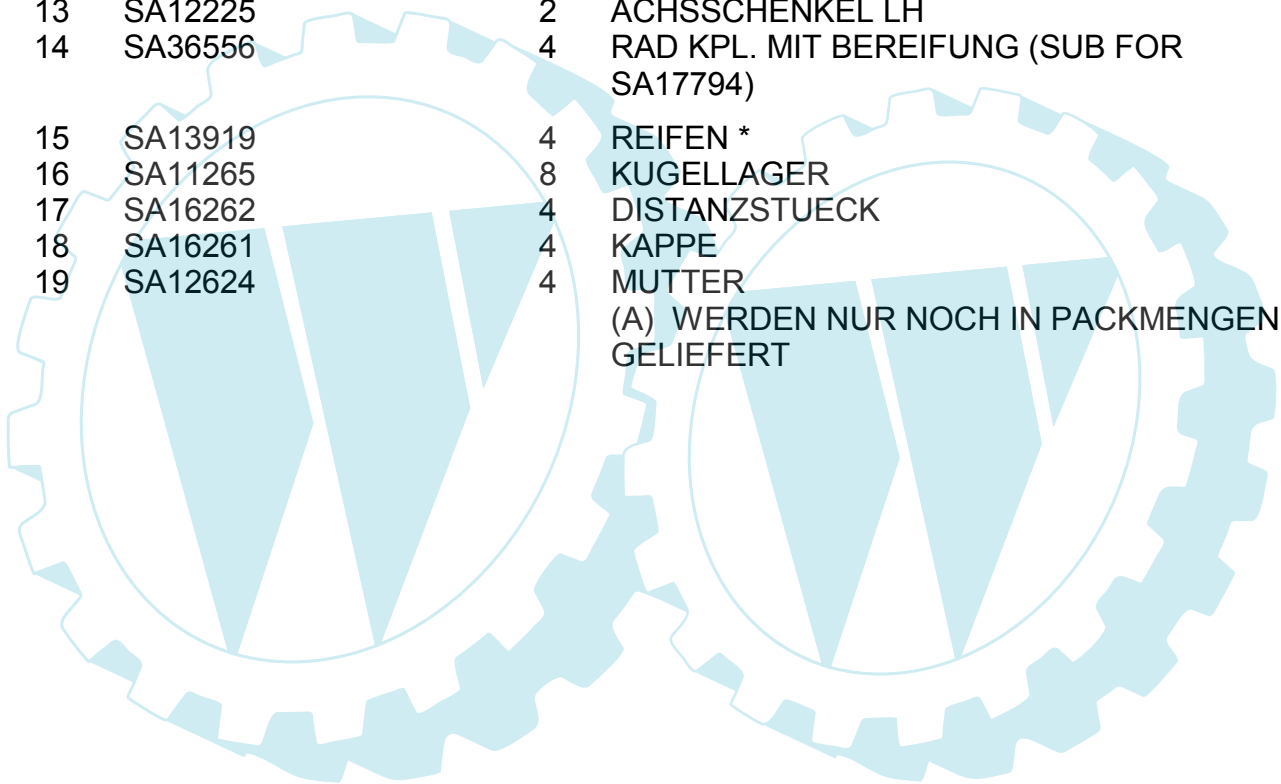 13 SA12225 2 ACHSSCHENKEL LH
14 SA36556 4 RAD KPL. MIT BEREIFUNG (SUB FOR
SA17794)
15 SA13919 4 REIFEN *
16 SA11265 8 KUGELLAGER
17 SA16262 4 DISTANZSTUECK
18 SA16261 4 KAPPE
19 SA12624 4 MUTTER
(A) WERDEN NUR NOCH IN PACKMENGEN
GELIEFERT